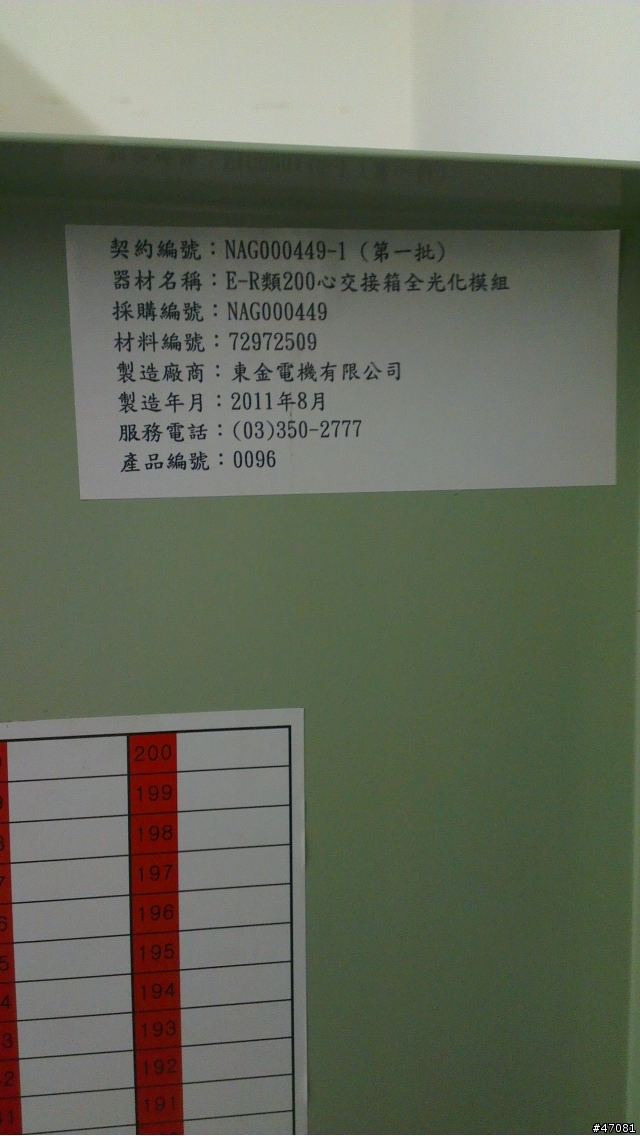 契約編號：NAG000449-1 (第一批)
器材名稱：E-R類200心交接箱全光化模組
採購編號：NAG000449
材料編號：72972509
製造廠商：東金電機有限公司
製造年月：2011年8月
服務電話：(03)350-2777
產品編號：0096
200
199
198
197
196
195
194
193
192
191
#47081